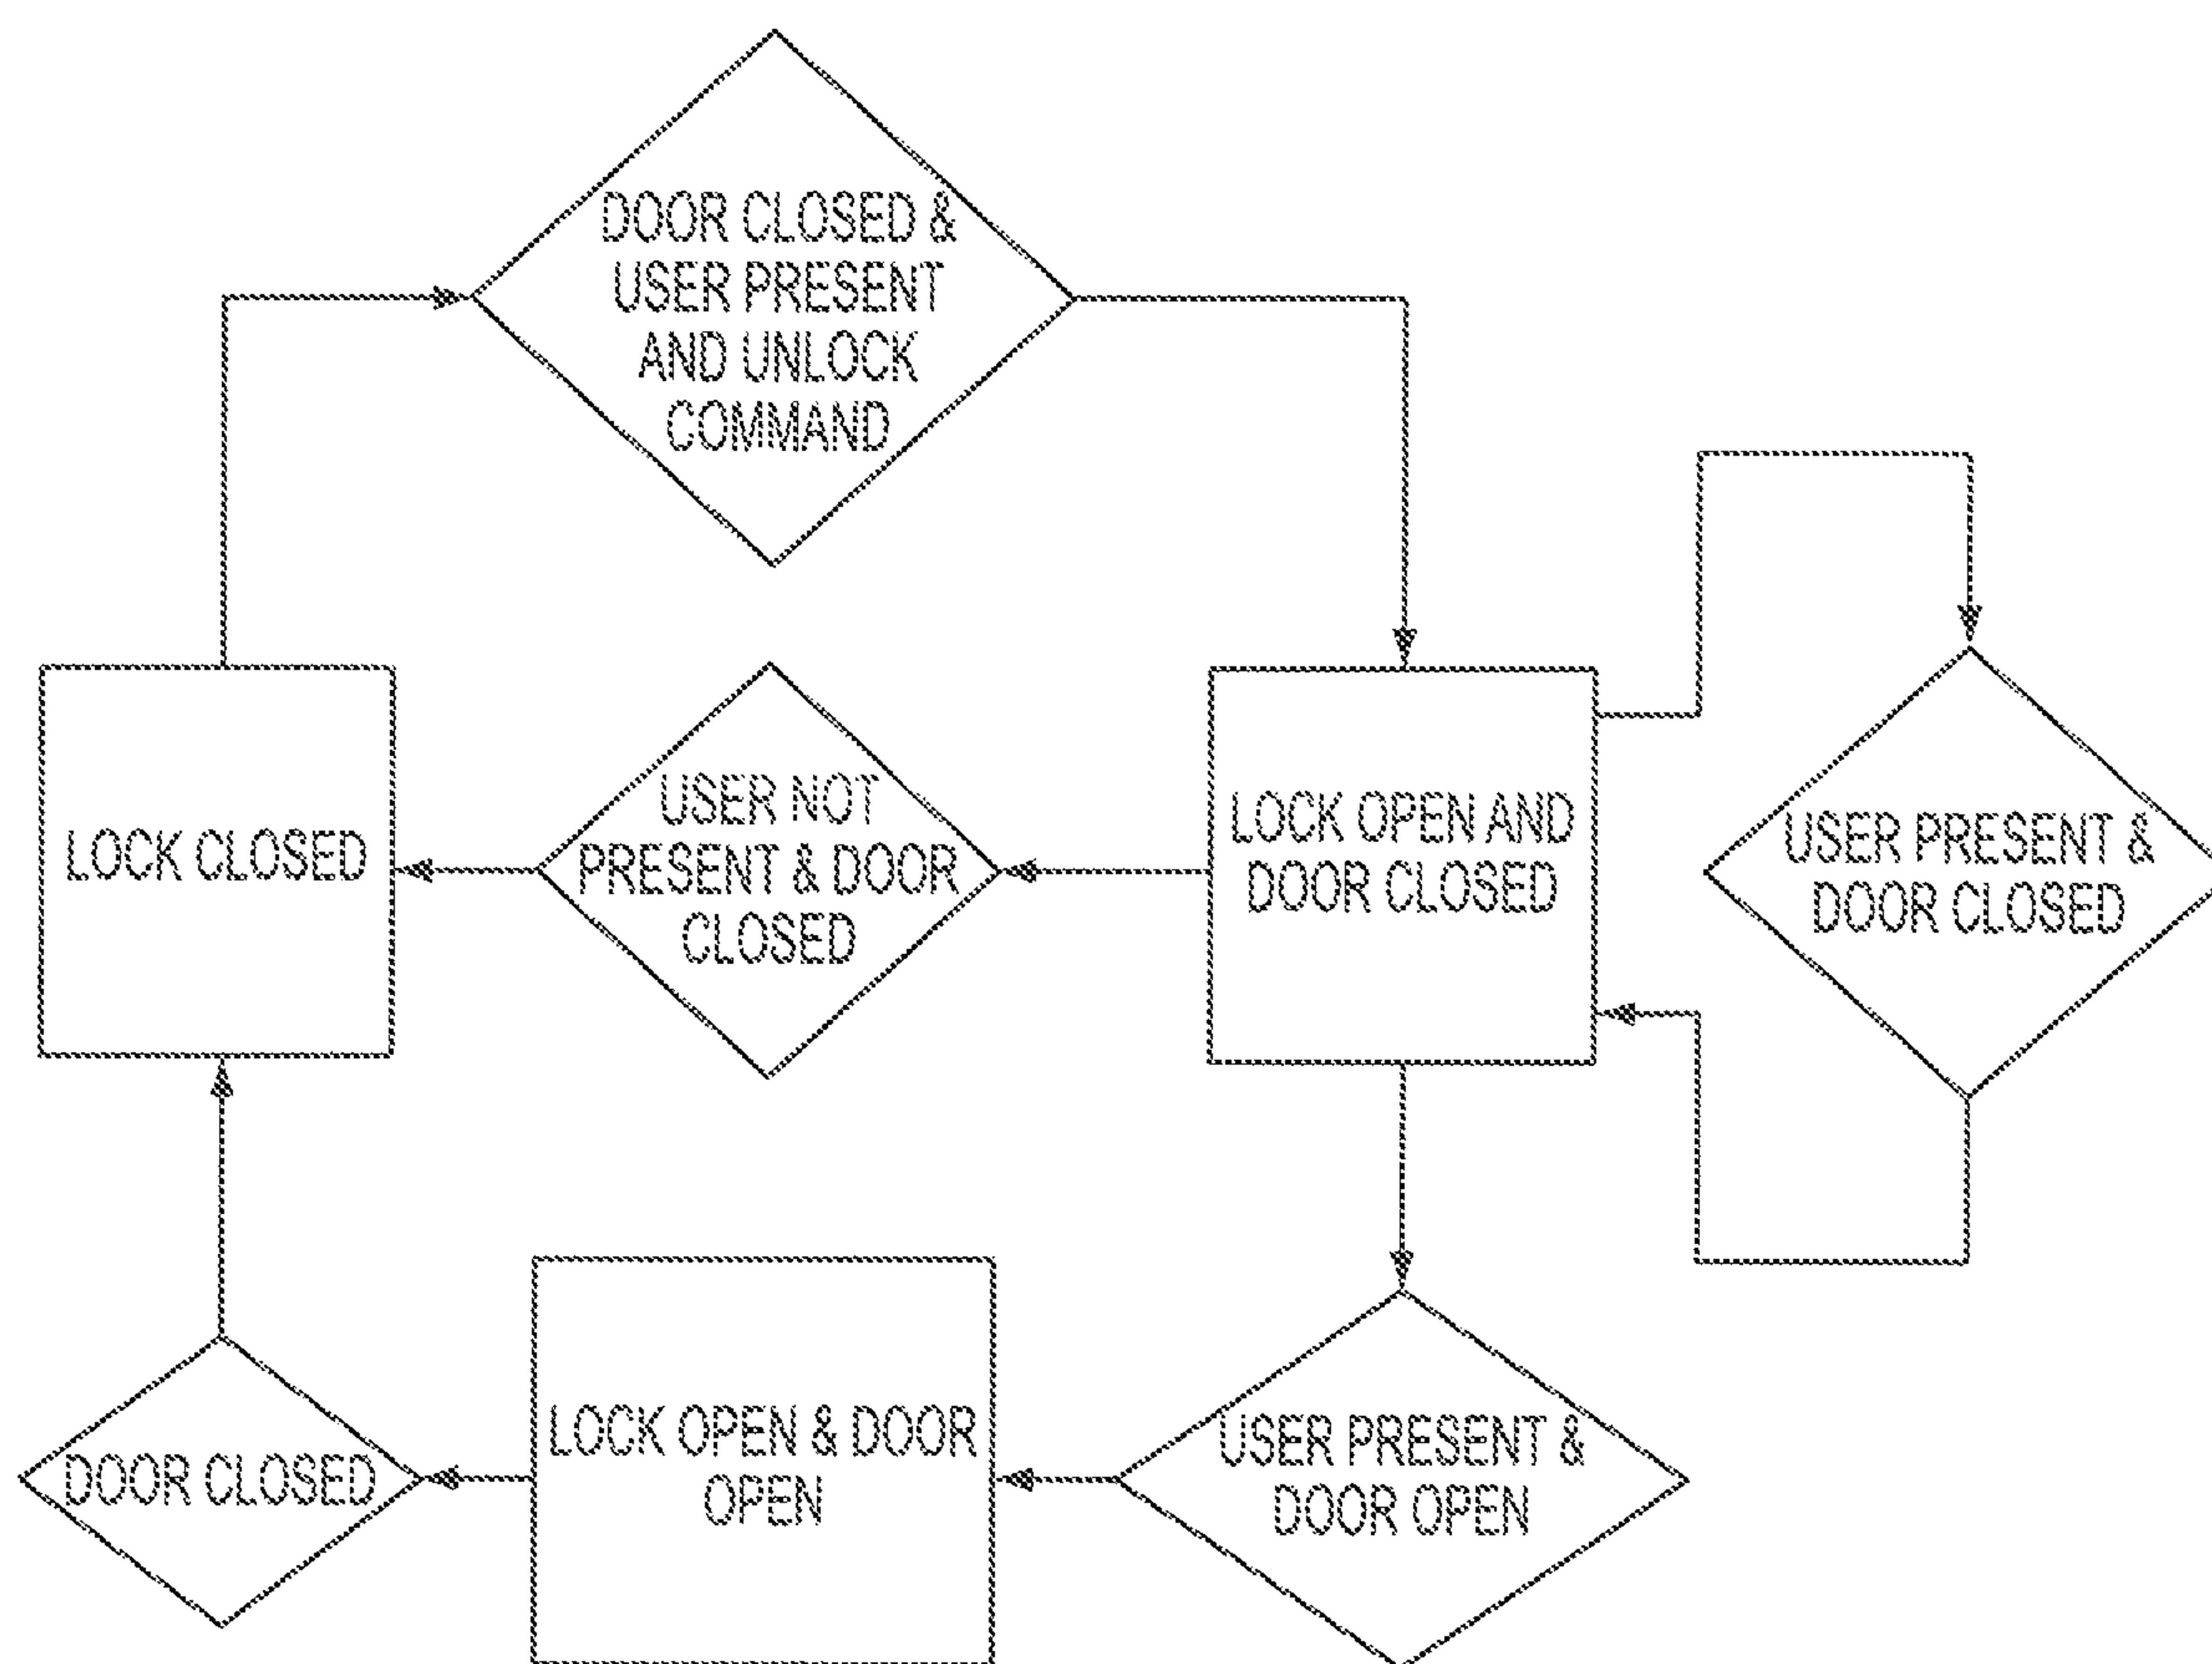 DOOR CLOSED &
USER PRESENT
AND UNLOCK
COMMAND
LOCK CLOSED
USER NOT
PRESENT & DOOR
CLOSED
LOCK OPEN AND
DOOR CLOSED
USER PRESENT &
DOOR CLOSED
DOOR CLOSED
LOCK OPEN & DOOR
OPEN
USER PRESENT &
DOOR OPEN